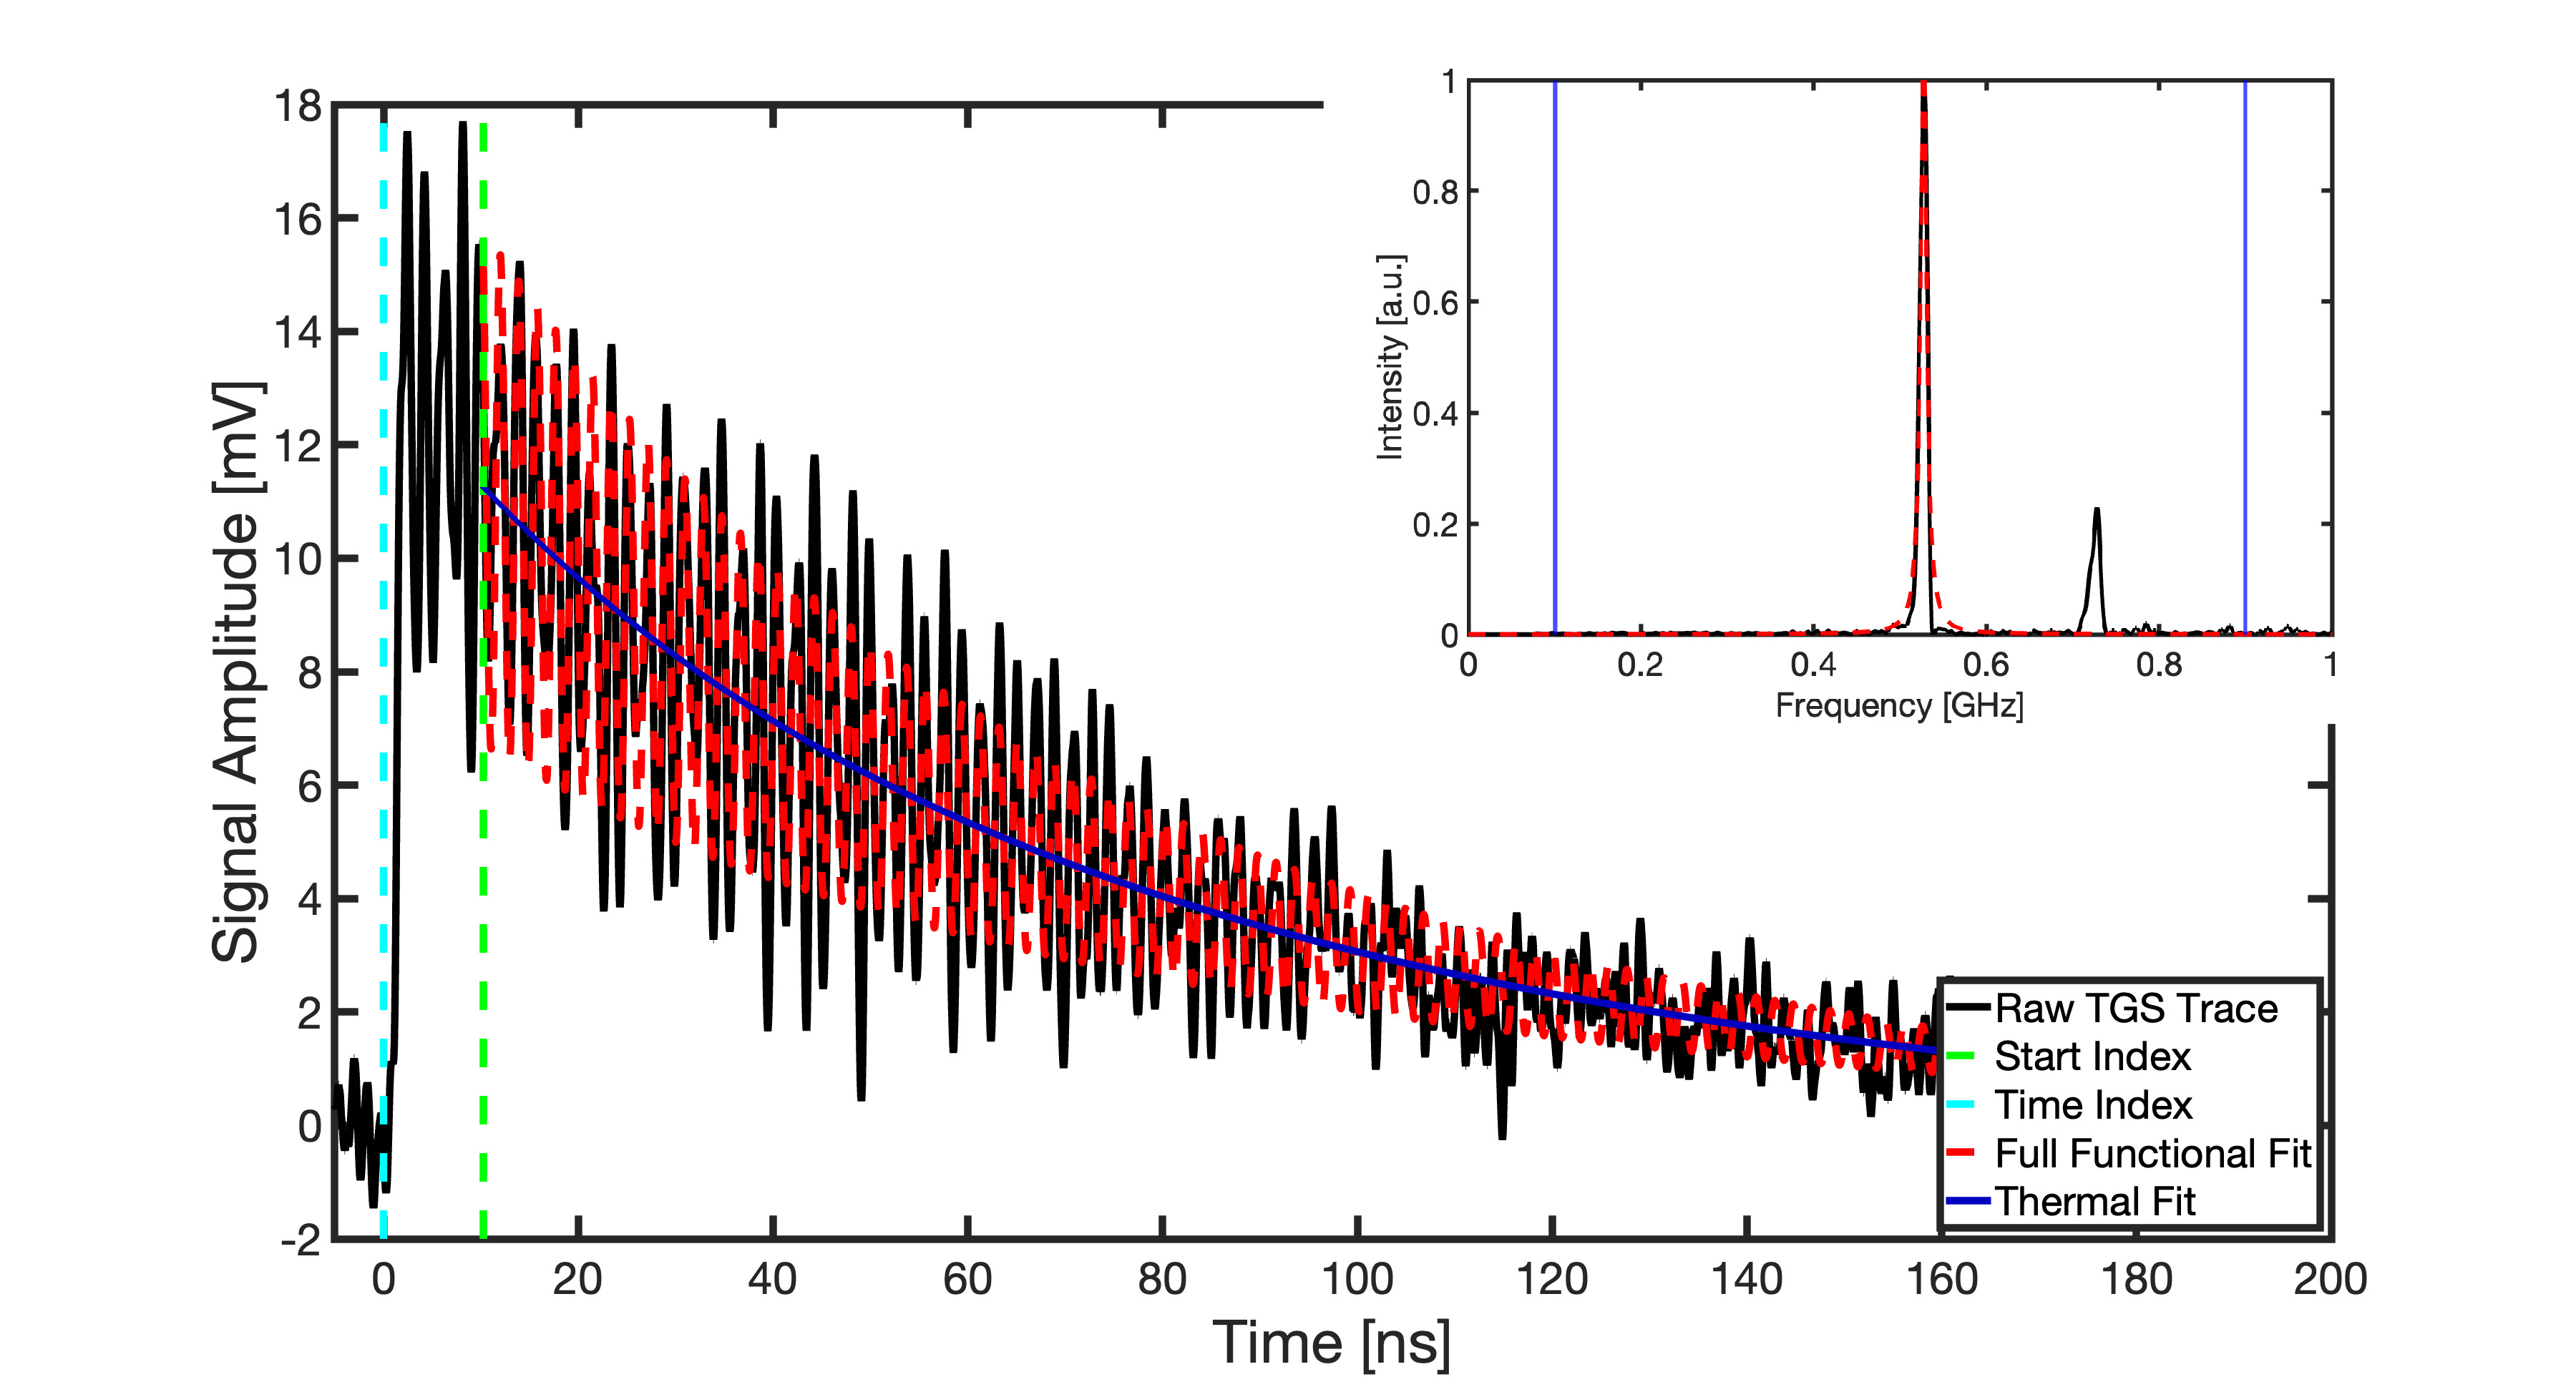 18
16
14
12
10
8
6
4
2
0
-2
Signal Amplitude [mV]
0 20 40 60 80 100 120 140 160 180 200
Time [ns]
1
0.8
0.6
0.4
0.2
0
Intensity [a.u.]
0 0.2 0.4 0.6 0.8 1
Frequency [GHz]
Raw TGS Trace
Start Index
Time Index
Full Functional Fit
Thermal Fit